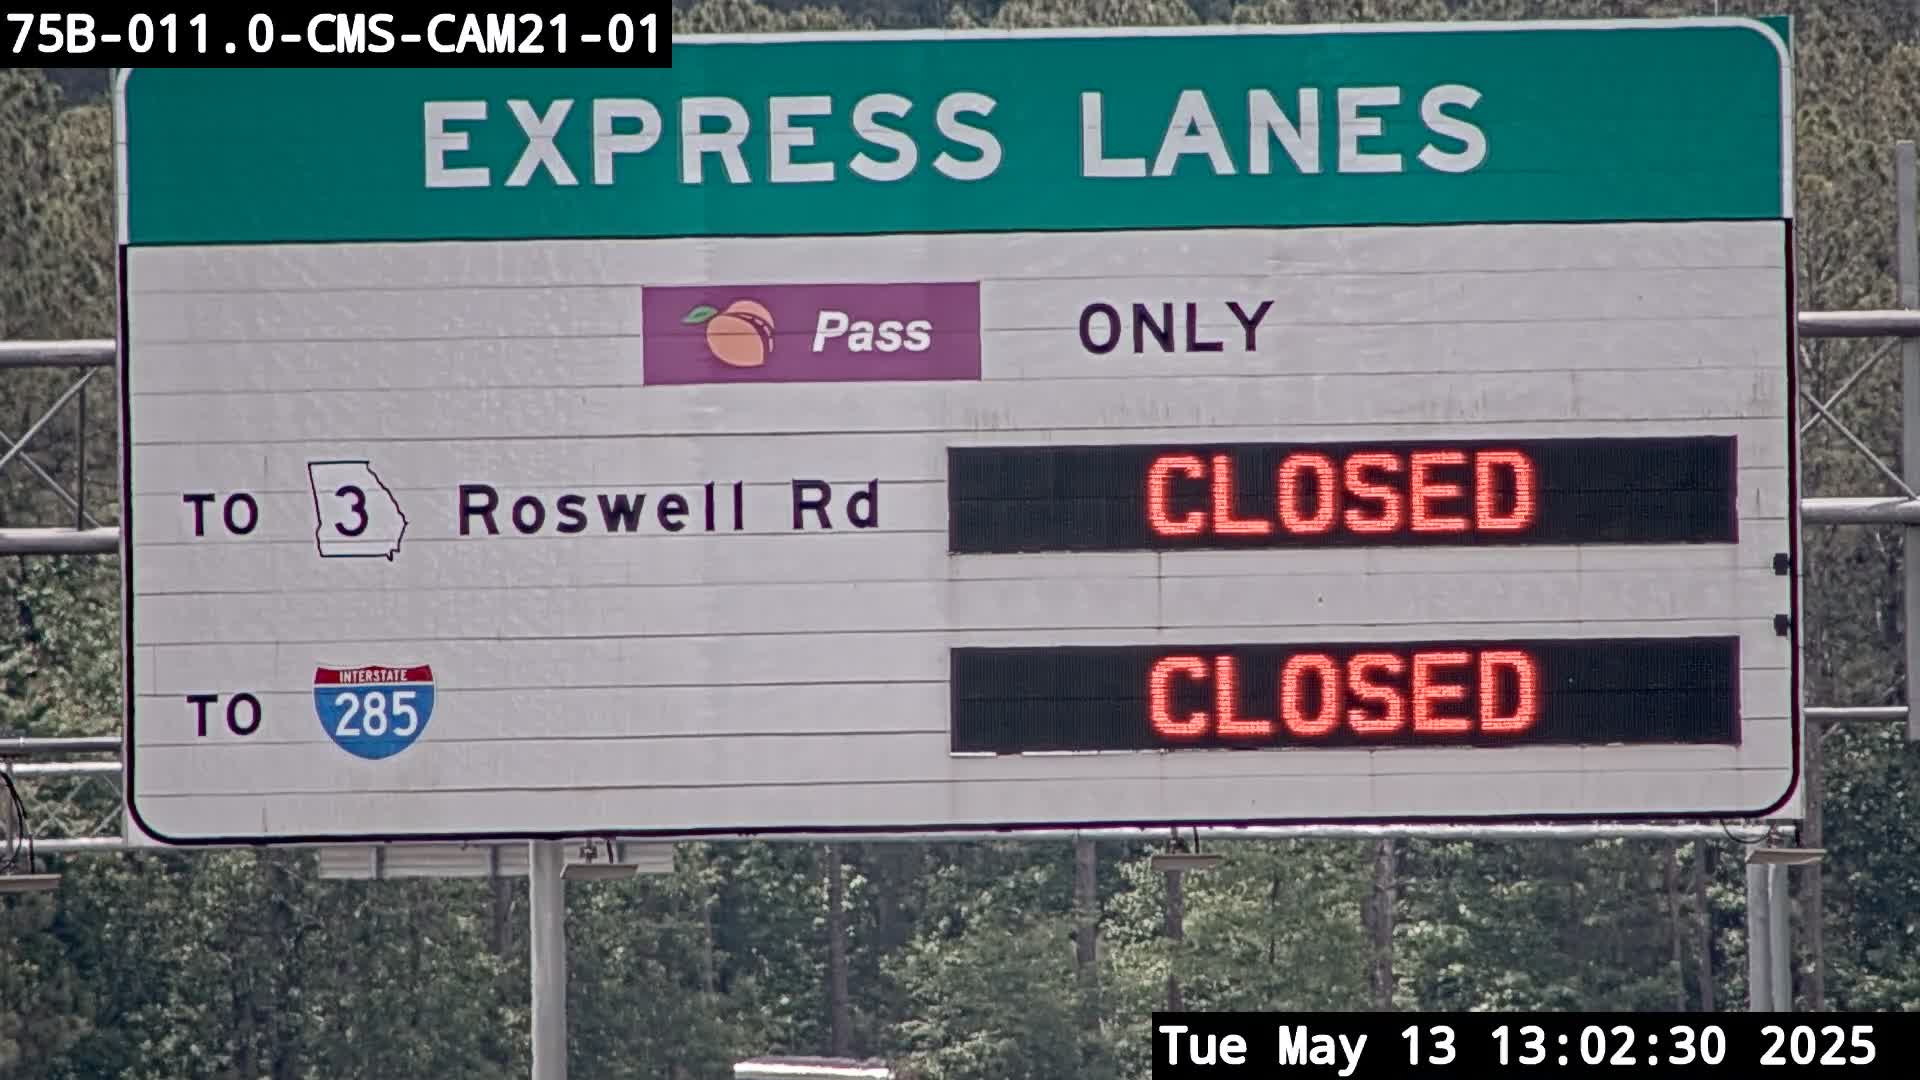 75B-011.0-CMS-CAM21-01
EXPRESS LANES
Pass ONLY
TO 3 Roswell Rd CLOSED
TO INTERSTATE 285 CLOSED
Tue May 13 13:02:30 2025